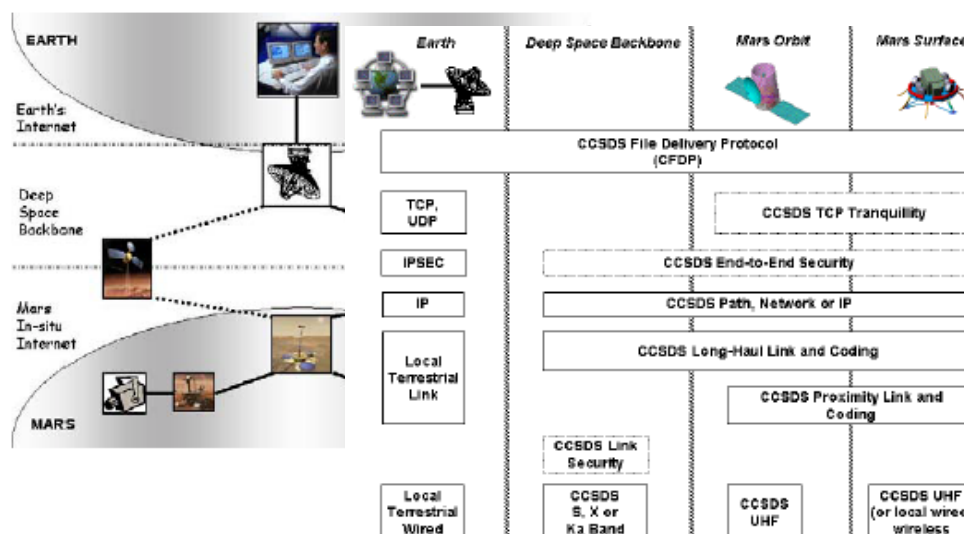 EARTH
Earth's
Internet
Deep
Space
Backbone
Mars
In-situ
Internet
MARS
Earth
Deep Space Backbone
Mars Orbit
Mars Surface
CCSDS File Delivery Protocol
(CFDP)
TCP,
UDP
CCSDS TCP Tranquillity
IPSEC
CCSDS End-to-End Security
IP
CCSDS Path, Network or IP
Local
Terrestrial
Link
CCSDS Long-Haul Link and Coding
CCSDS Proximity Link and
Coding
CCSDS Link
Security
Local
Terrestrial
Wired
CCSDS
S, X or
Ka Band
CCSDS
UHF
CCSDS UHF
(or local wired
wireless